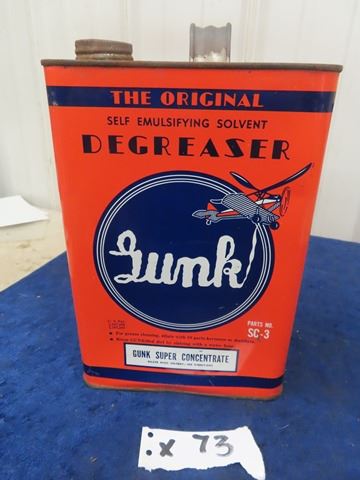 THE ORIGINAL
SELF EMULSIFYING SOLVENT
DEGREASER
Gunk
PARTS NO.
SC-3
GUNK SUPER CONCENTRATE
x 73